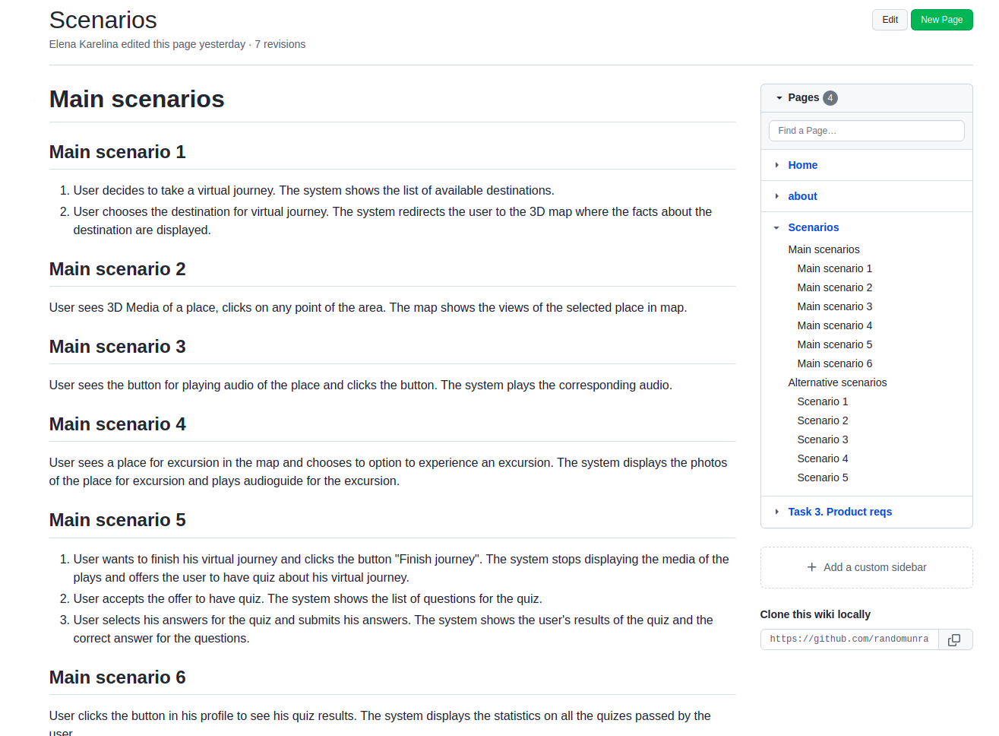 Scenarios
Edit
New Page
Elena Karelina edited this page yesterday · 7 revisions
Main scenarios
Main scenario 1
1. User decides to take a virtual journey. The system shows the list of available destinations.
2. User chooses the destination for virtual journey. The system redirects the user to the 3D map where the facts about the
destination are displayed.
Main scenario 2
User sees 3D Media of a place, clicks on any point of the area. The map shows the views of the selected place in map.
Main scenario 3
User sees the button for playing audio of the place and clicks the button. The system plays the corresponding audio.
Main scenario 4
User sees a place for excursion in the map and chooses to option to experience an excursion. The system displays the photos
of the place for excursion and plays audioguide for the excursion.
Main scenario 5
1. User wants to finish his virtual journey and clicks the button "Finish journey". The system stops displaying the media of the
plays and offers the user to have quiz about his virtual journey.
2. User accepts the offer to have quiz. The system shows the list of questions for the quiz.
3. User selects his answers for the quiz and submits his answers. The system shows the user's results of the quiz and the
correct answer for the questions.
Main scenario 6
User clicks the button in his profile to see his quiz results. The system displays the statistics on all the quizes passed by the
user.
Pages 4
Find a Page…
Home
about
Scenarios
Main scenarios
Main scenario 1
Main scenario 2
Main scenario 3
Main scenario 4
Main scenario 5
Main scenario 6
Alternative scenarios
Scenario 1
Scenario 2
Scenario 3
Scenario 4
Scenario 5
Task 3. Product reqs
Add a custom sidebar
Clone this wiki locally
https://github.com/randomunra